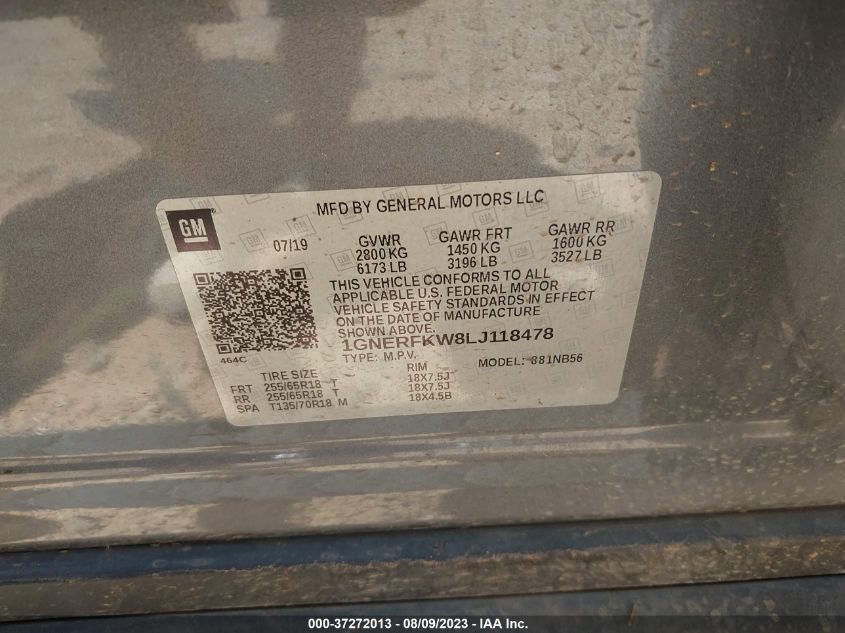 MFD BY GENERAL MOTORS LLC
GM
07/19
GVWR GAWR FRT GAWR RR
2800 KG 1450 KG 1600 KG
6173 LB 3196 LB 3527 LB
THIS VEHICLE CONFORMS TO ALL
APPLICABLE U.S. FEDERAL MOTOR
VEHICLE SAFETY STANDARDS IN EFFECT
ON THE DATE OF MANUFACTURE
SHOWN ABOVE.
464C
1GNERFKW8LJ118478
TYPE: M.P.V. MODEL: 881NB56
TIRE SIZE RIM
FRT 255/65R18 T 18X7.5J
RR 255/65R18 T 18X7.5J
SPA T135/70R18 M 18X4.5B
000-37272013 - 08/09/2023 - IAA Inc.